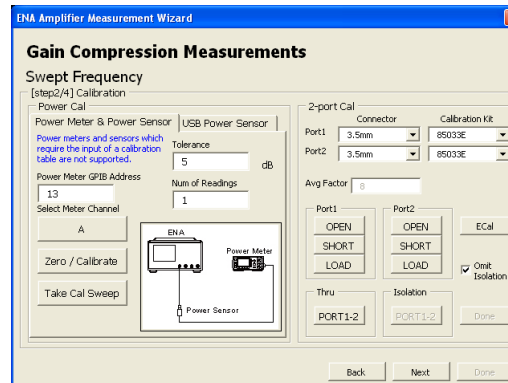 ENA Amplifier Measurement Wizard
Gain Compression Measurements
Swept Frequency
[step2/4] Calibration
Power Cal
Power Meter & Power Sensor
USB Power Sensor
Power meters and sensors which
require the input of a calibration
table are not supported.
Tolerance
5
dB
Power Meter GPIB Address
13
Num of Readings
1
Select Meter Channel
A
Zero / Calibrate
Take Cal Sweep
ENA
Power Meter
Power Sensor
2-port Cal
Connector
Calibration Kit
Port1
3.5mm
85033E
Port2
3.5mm
85033E
Avg Factor
8
Port1
Port2
OPEN
OPEN
ECal
SHORT
SHORT
LOAD
LOAD
Omit
Isolation
Thru
Isolation
PORT1-2
PORT1-2
Done
Back
Next
Done